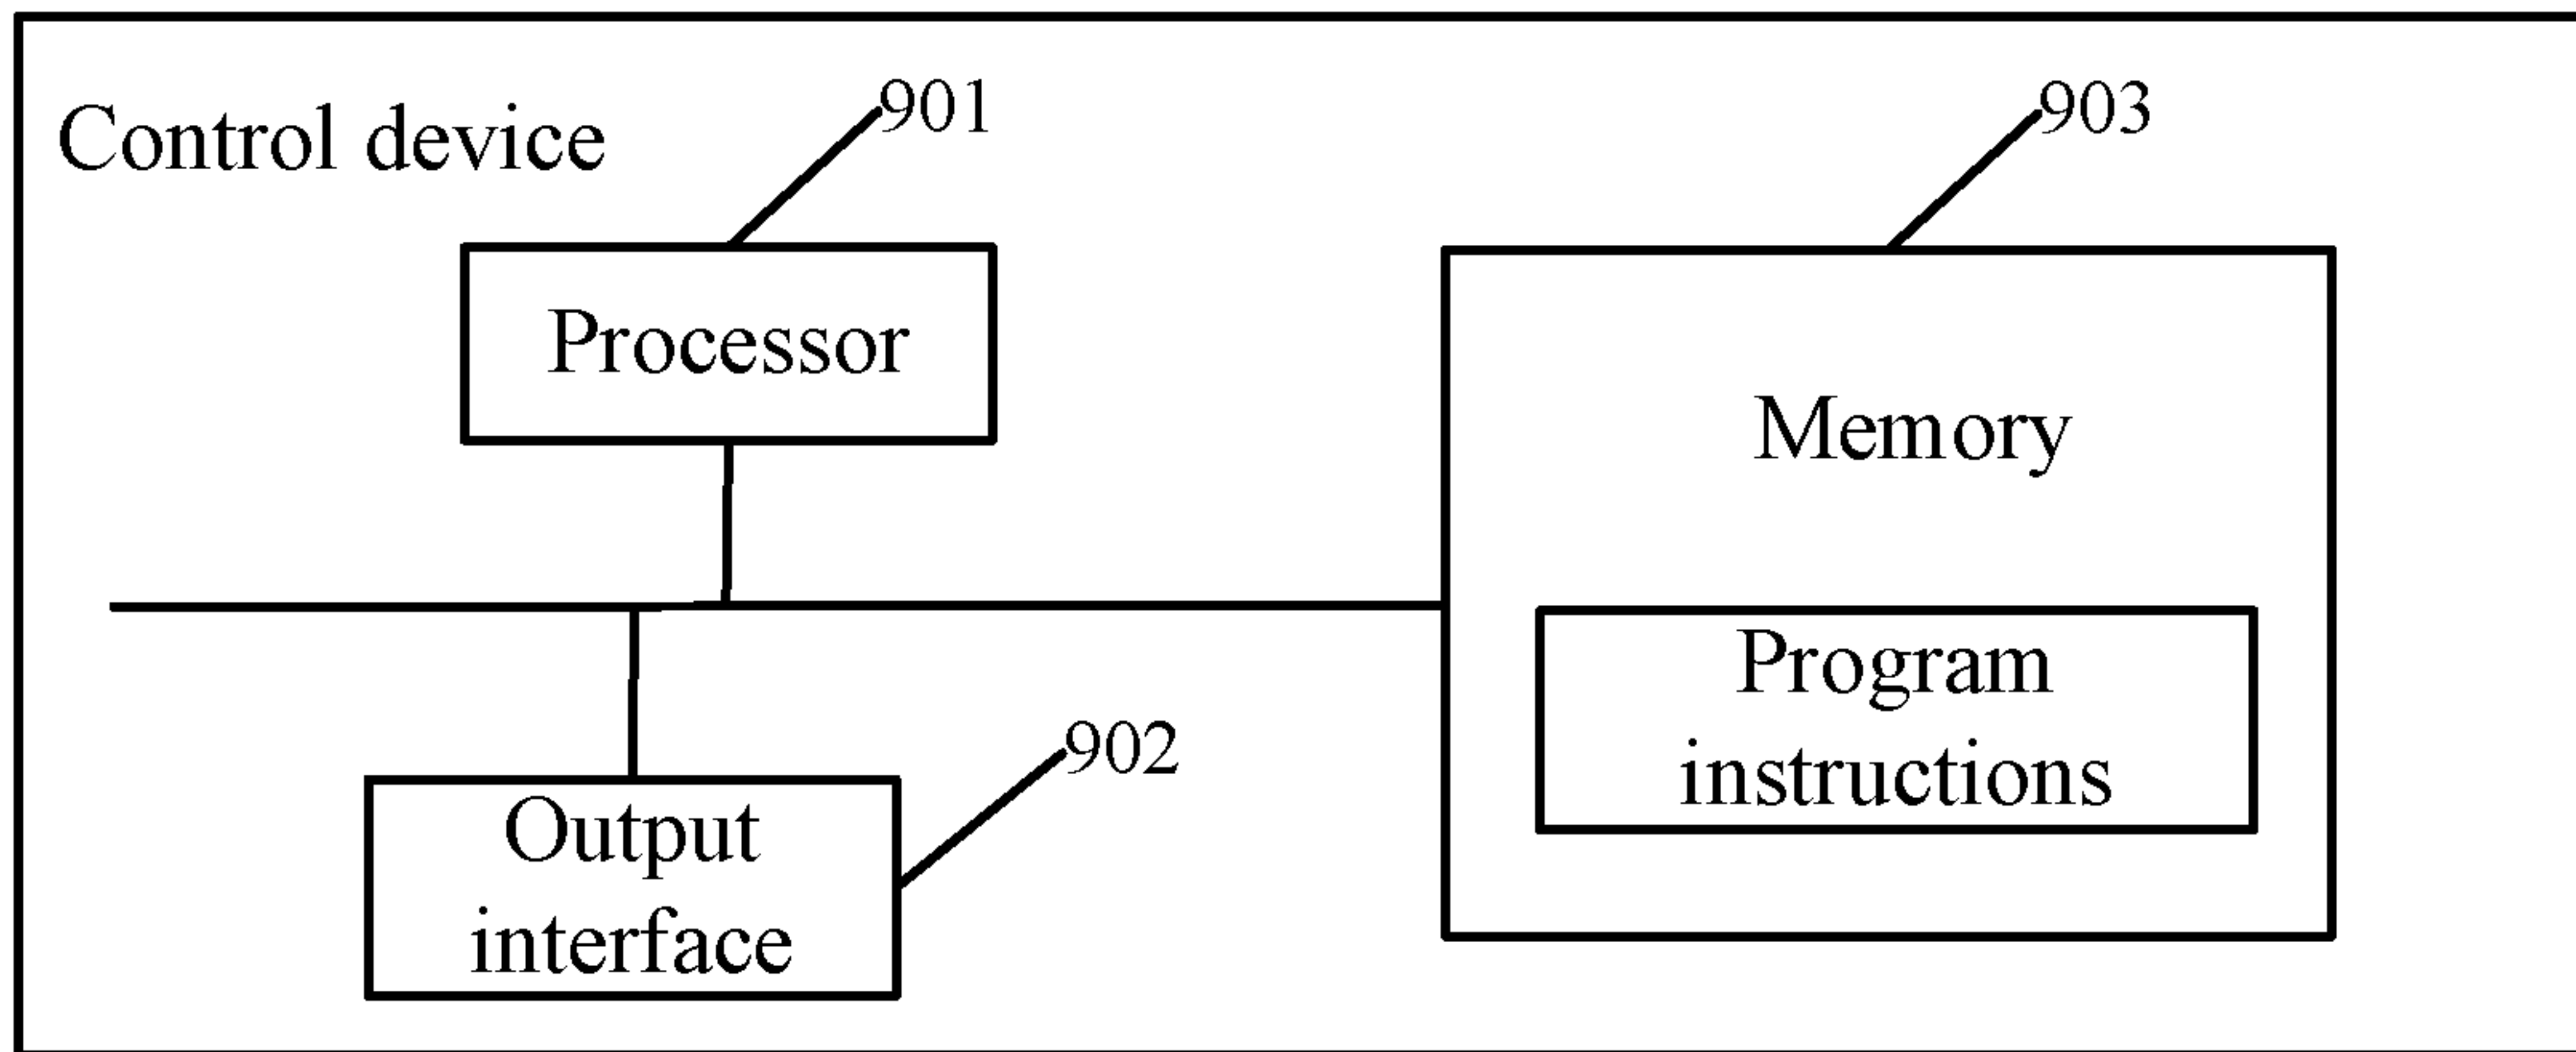 Control device
901
903
Processor
Memory
Program
instructions
902
Output
interface